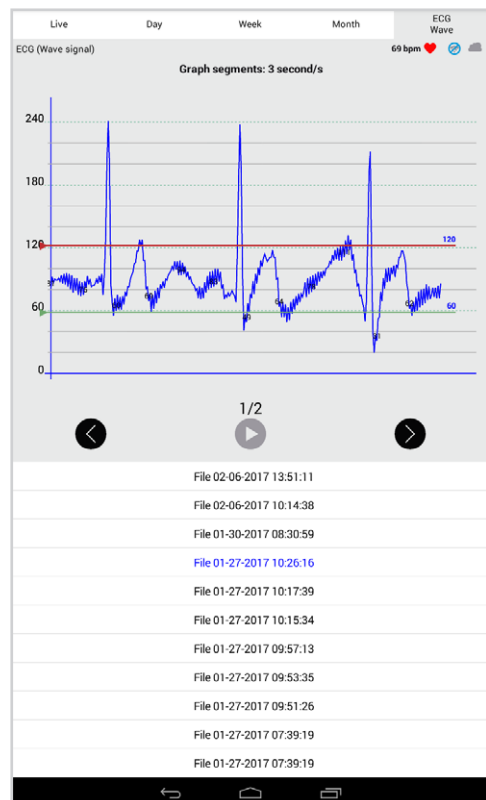 Live Day Week Month ECG
Wave
ECG (Wave signal) 69 bpm
Graph segments: 3 second/s
240
180
120 120
60 60
0
1/2
File 02-06-2017 13:51:11
File 02-06-2017 10:14:38
File 01-30-2017 08:30:59
File 01-27-2017 10:26:16
File 01-27-2017 10:17:39
File 01-27-2017 10:15:34
File 01-27-2017 09:57:13
File 01-27-2017 09:53:35
File 01-27-2017 09:51:26
File 01-27-2017 07:39:19
File 01-27-2017 07:39:19